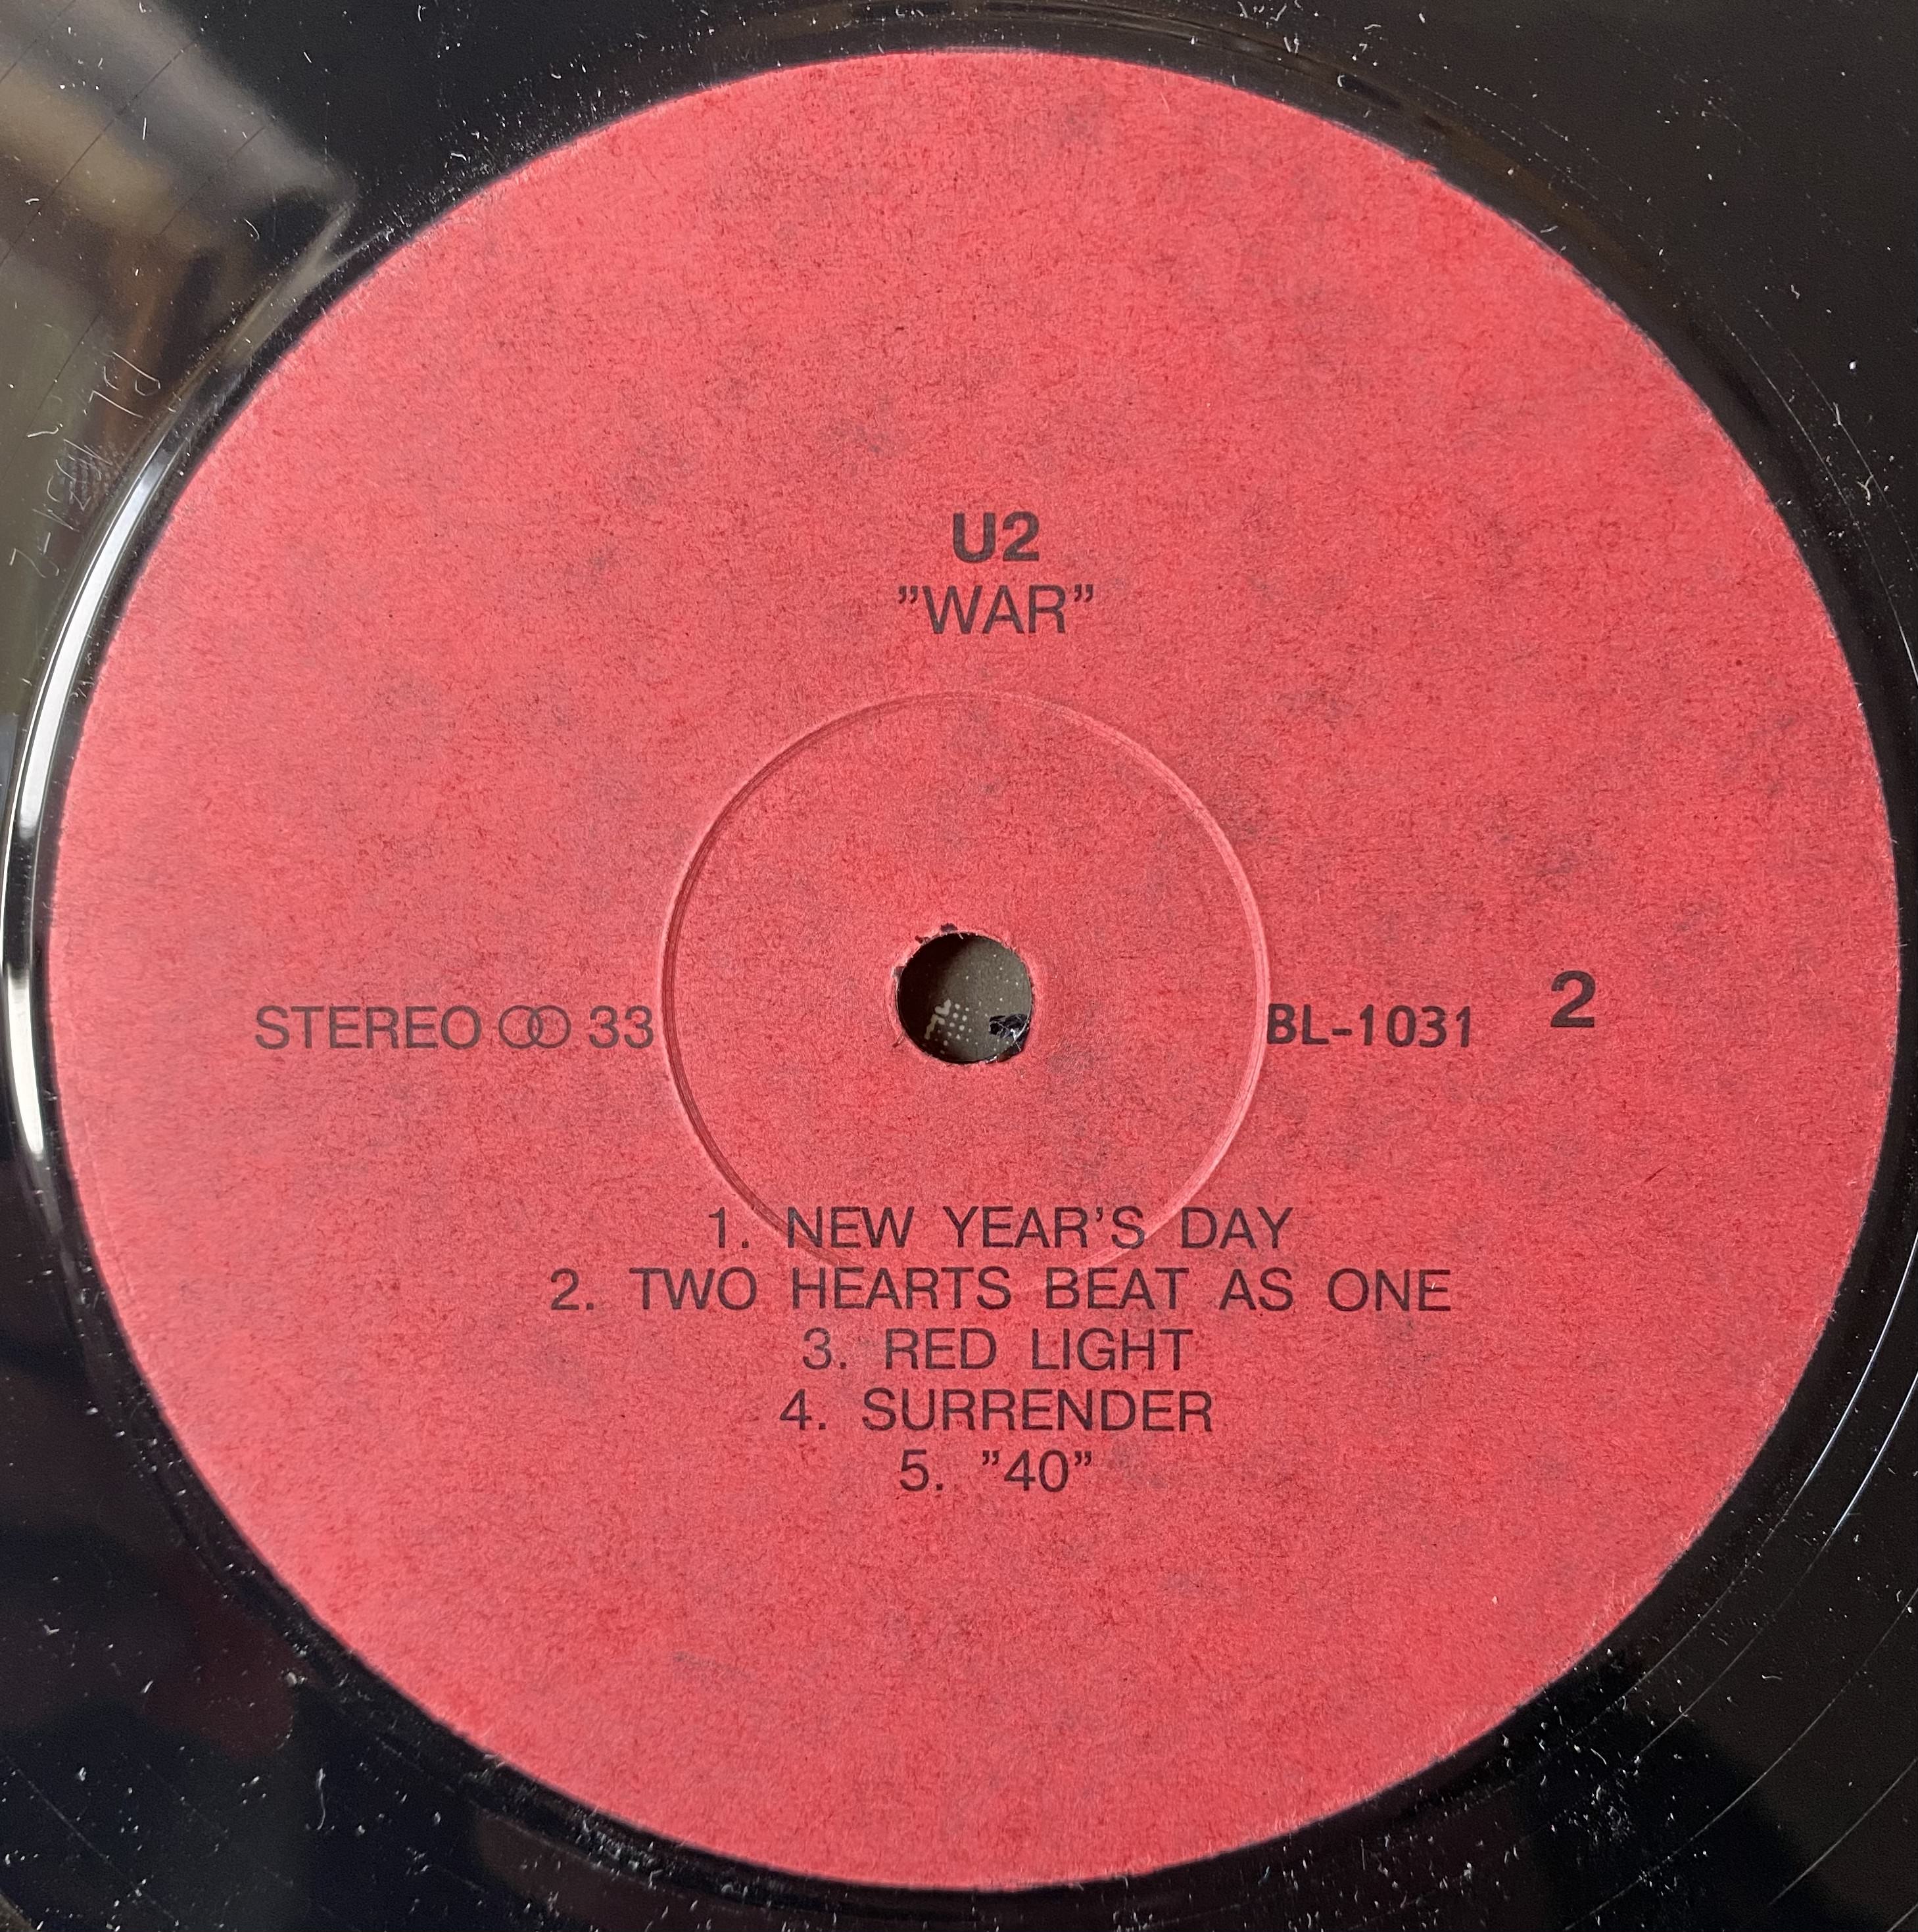 U2
”WAR”
STEREO 33 BL-1031 2
1. NEW YEAR’S DAY
2. TWO HEARTS BEAT AS ONE
3. RED LIGHT
4. SURRENDER
5. ”40”